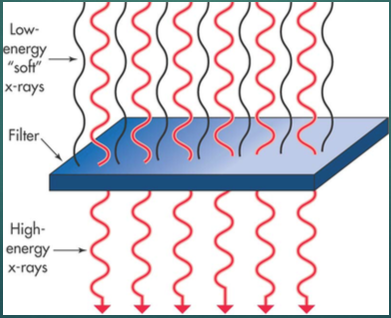 Low-
energy
“soft”
x-rays
Filter
High-
energy
x-rays